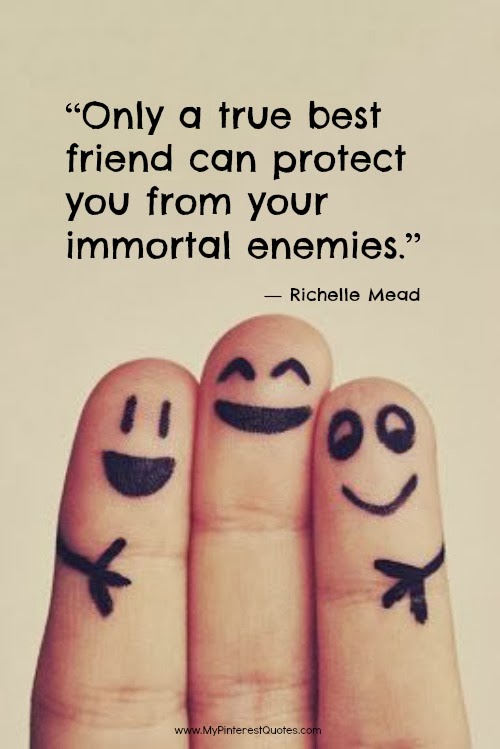 “Only a true best
friend can protect
you from your
immortal enemies.”
— Richelle Mead
www.MyPinterestQuotes.com